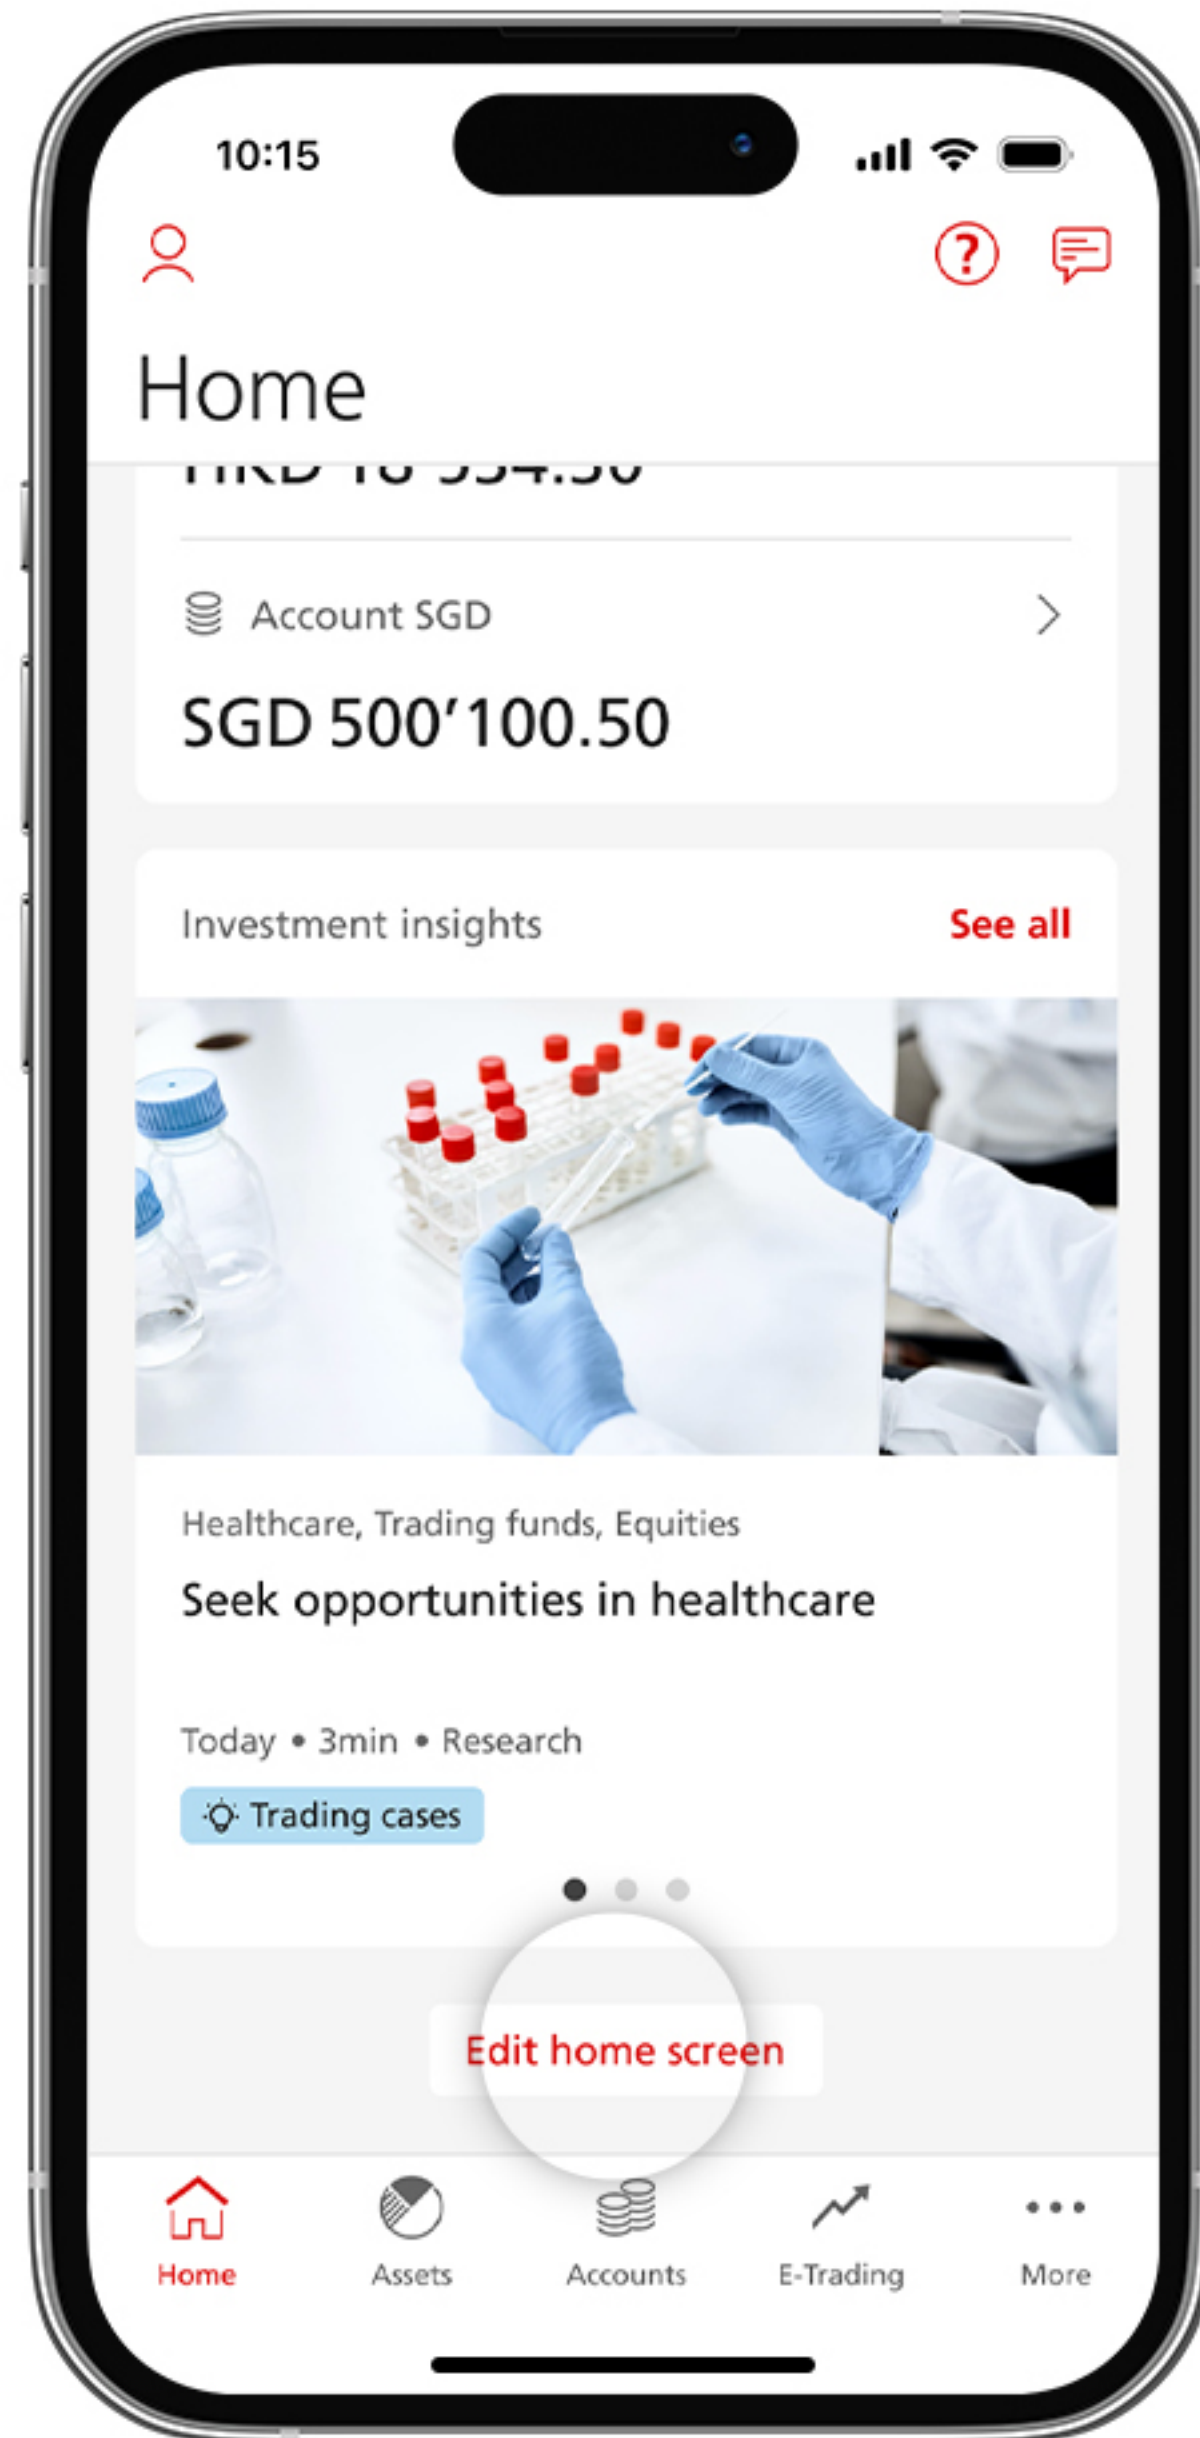 10:15
Home
Account SGD
SGD 500’100.50
Investment insights
See all
Healthcare, Trading funds, Equities
Seek opportunities in healthcare
Today • 3min • Research
Trading cases
Edit home screen
Home
Assets
Accounts
E-Trading
More